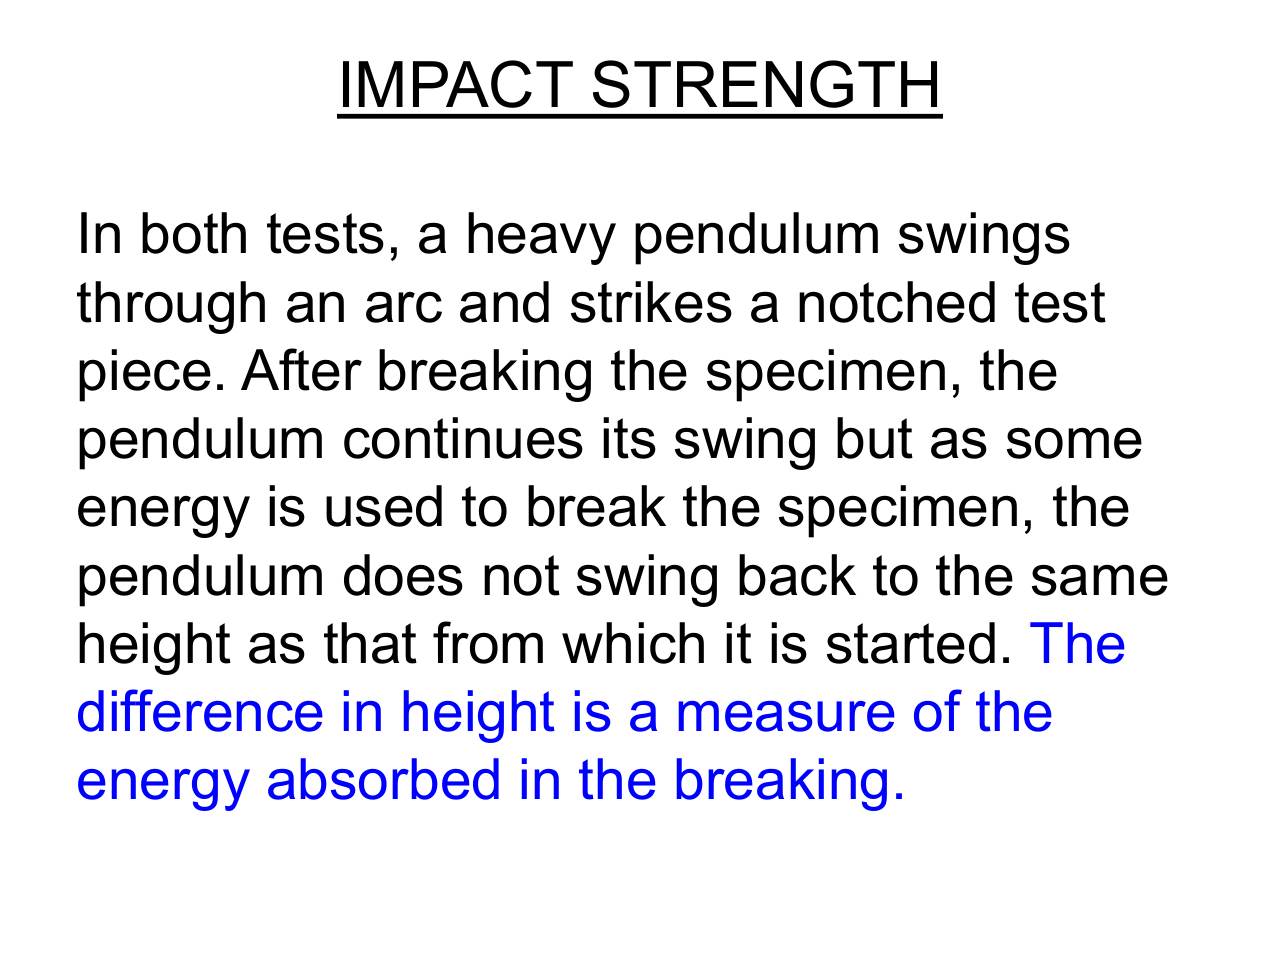 IMPACT STRENGTH
In both tests, a heavy pendulum swings
through an arc and strikes a notched test
piece. After breaking the specimen, the
pendulum continues its swing but as some
energy is used to break the specimen, the
pendulum does not swing back to the same
height as that from which it is started. The
difference in height is a measure of the
energy absorbed in the breaking.